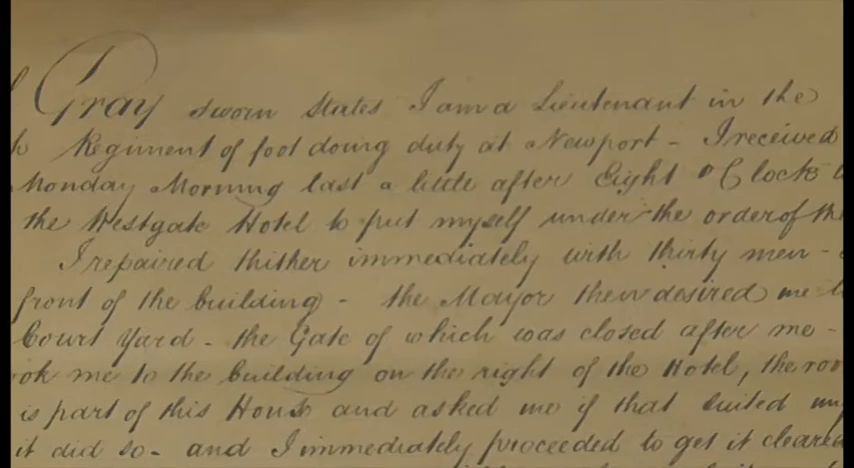 Gray sworn States I am a Lieutenant in the
Regiment of foot doing duty at Newport - I received
Monday Morning last a little after Eight o'Clock
the Westgate Hotel to put myself under the order of the
I repaired thither immediately with thirty men -
front of the building - the Mayor then desired me
Court Yard - the Gate of which was closed after me -
ook me to the building on the right of the Hotel, the roo
is part of this House and asked me if that suited my
it did so - and I immediately proceeded to get it cleared